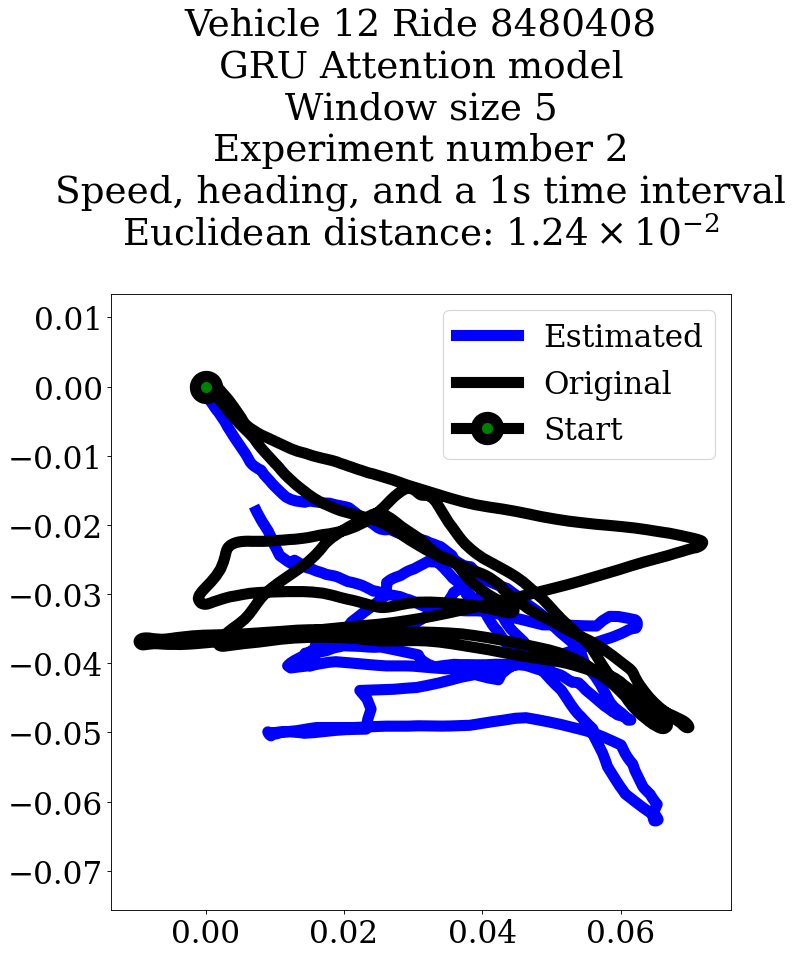 Vehicle 12 Ride 8480408
GRU Attention model
Window size 5
Experiment number 2
Speed, heading, and a 1s time interval
Euclidean distance: 1.24 × 10⁻²
Estimated
Original
Start
0.01
0.00
−0.01
−0.02
−0.03
−0.04
−0.05
−0.06
−0.07
0.00 0.02 0.04 0.06